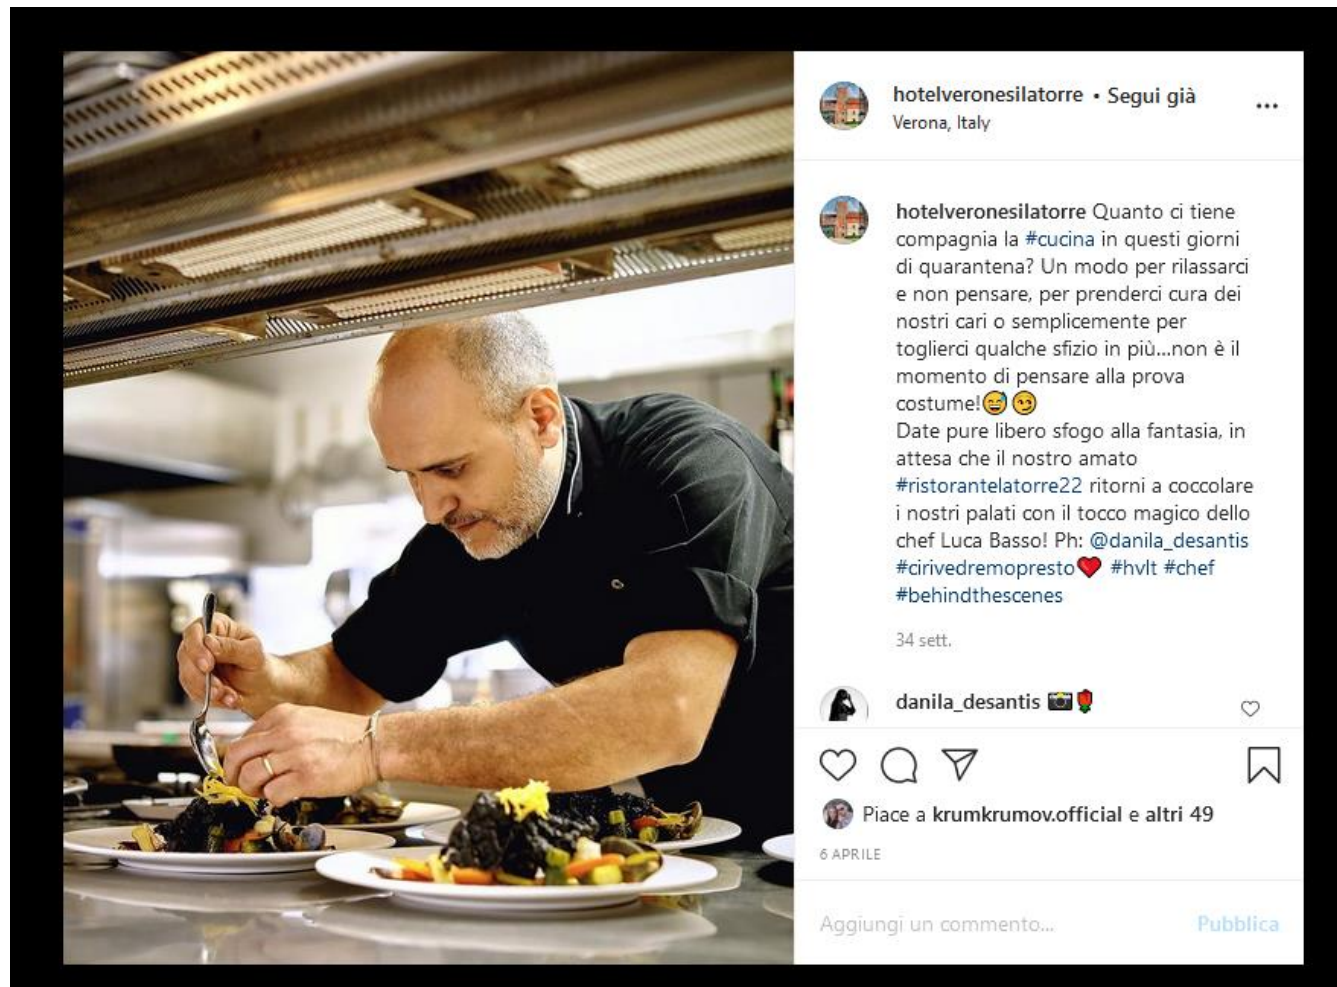 hotelveronesilatorre • Segui già
Verona, Italy
hotelveronesilatorre Quanto ci tiene
compagnia la #cucina in questi giorni
di quarantena? Un modo per rilassarci
e non pensare, per prenderci cura dei
nostri cari o semplicemente per
toglierci qualche sfizio in più...non è il
momento di pensare alla prova
costume!😅😏
Date pure libero sfogo alla fantasia, in
attesa che il nostro amato
#ristorantelatorre22 ritorni a coccolare
i nostri palati con il tocco magico dello
chef Luca Basso! Ph: @danila_desantis
#cirivedremopresto❤️ #hvlt #chef
#behindthescenes
34 sett.
danila_desantis 📸🌹
Piace a krumkrumov.official e altri 49
6 APRILE
Aggiungi un commento... Pubblica